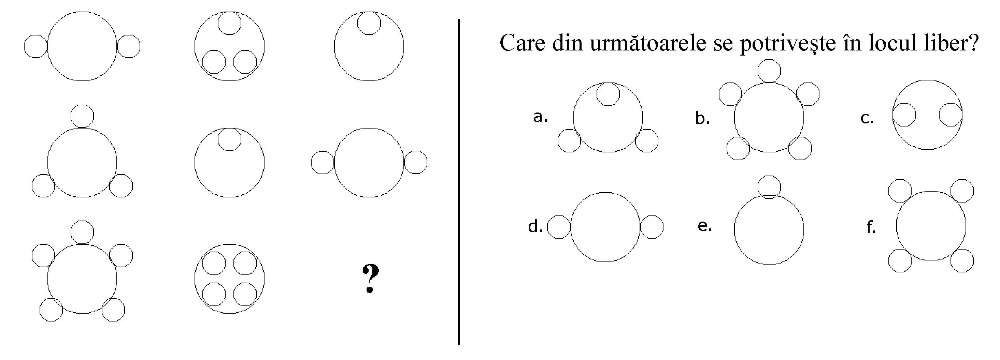 Care din următoarele se potriveşte în locul liber?
a.
b.
c.
?
d.
e.
f.